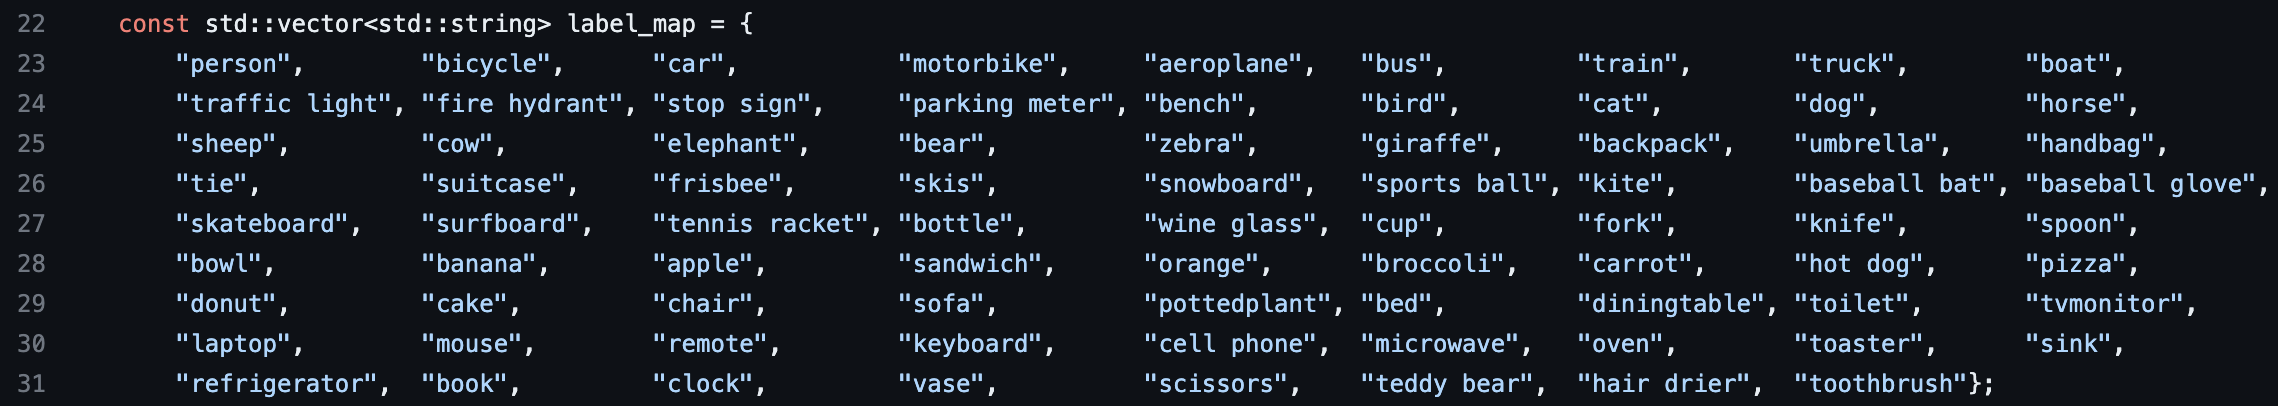 22 const std::vector<std::string> label_map = {
23 "person", "bicycle", "car", "motorbike", "aeroplane", "bus", "train", "truck", "boat",
24 "traffic light", "fire hydrant", "stop sign", "parking meter", "bench", "bird", "cat", "dog", "horse",
25 "sheep", "cow", "elephant", "bear", "zebra", "giraffe", "backpack", "umbrella", "handbag",
26 "tie", "suitcase", "frisbee", "skis", "snowboard", "sports ball", "kite", "baseball bat", "baseball glove",
27 "skateboard", "surfboard", "tennis racket", "bottle", "wine glass", "cup", "fork", "knife", "spoon",
28 "bowl", "banana", "apple", "sandwich", "orange", "broccoli", "carrot", "hot dog", "pizza",
29 "donut", "cake", "chair", "sofa", "pottedplant", "bed", "diningtable", "toilet", "tvmonitor",
30 "laptop", "mouse", "remote", "keyboard", "cell phone", "microwave", "oven", "toaster", "sink",
31 "refrigerator", "book", "clock", "vase", "scissors", "teddy bear", "hair drier", "toothbrush"};